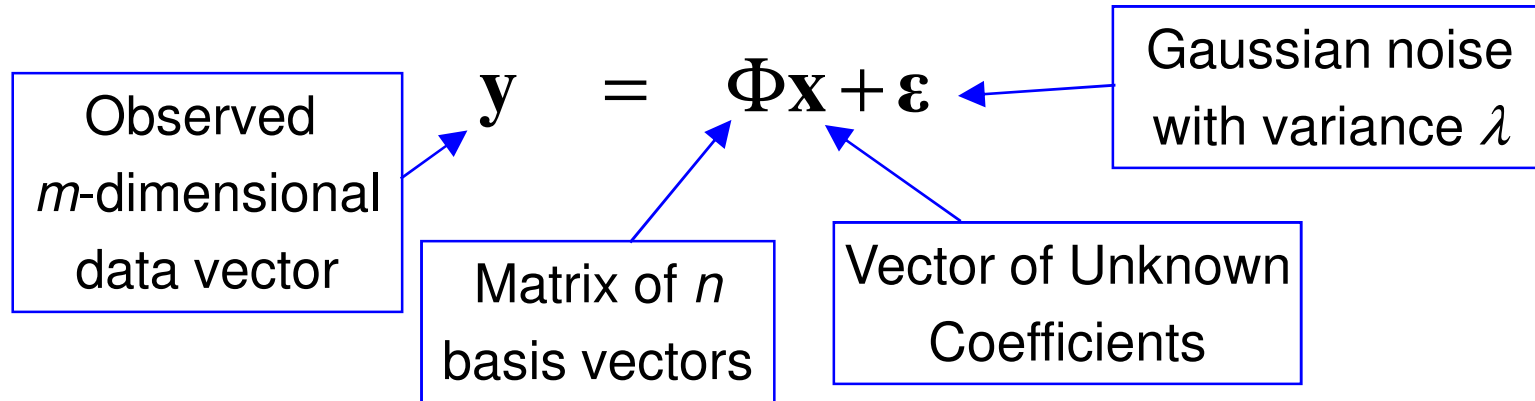 y = Φx + ε
Observed
m-dimensional
data vector
Matrix of n
basis vectors
Vector of Unknown
Coefficients
Gaussian noise
with variance λ